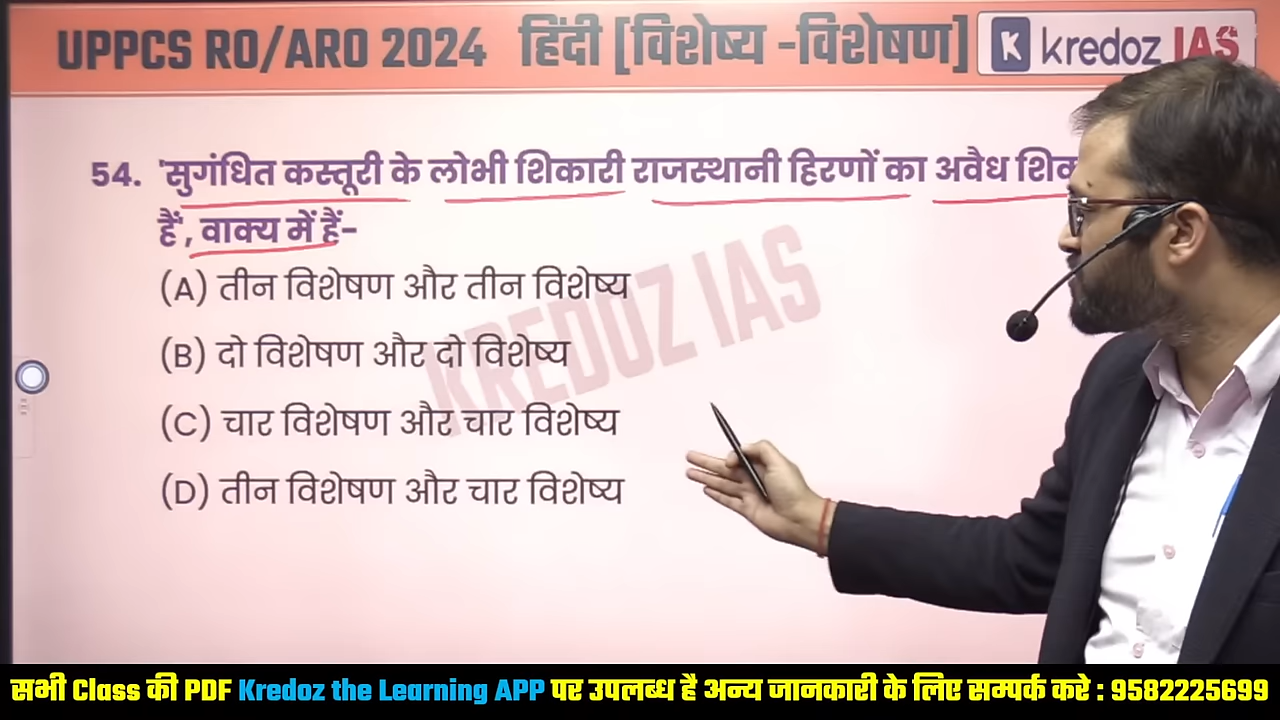 UPPCS RO/ARO 2024 हिंदी [विशेष्य -विशेषण]
kredoz IAS
54. 'सुगंधित कस्तूरी के लोभी शिकारी राजस्थानी हिरणों का अवैध
हैं', वाक्य में हैं-
(A) तीन विशेषण और तीन विशेष्य
(B) दो विशेषण और दो विशेष्य
(C) चार विशेषण और चार विशेष्य
(D) तीन विशेषण और चार विशेष्य
KREDOZ IAS
सभी Class की PDF Kredoz the Learning APP पर उपलब्ध है अन्य जानकारी के लिए सम्पर्क करे : 9582225699